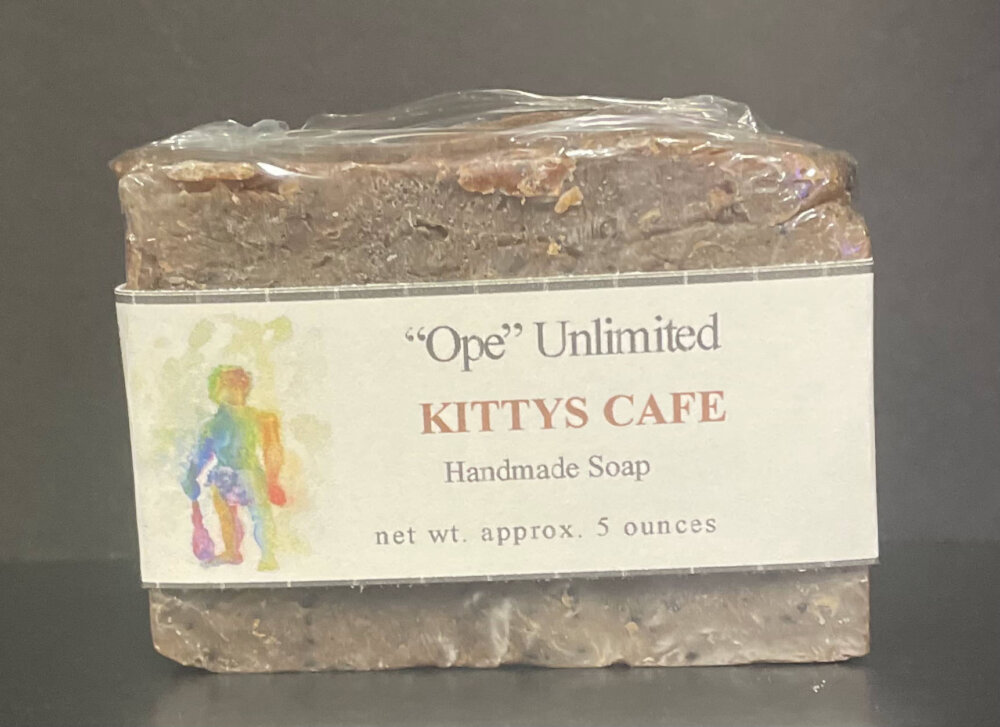 “Ope” Unlimited
KITTYS CAFE
Handmade Soap
net wt. approx. 5 ounces